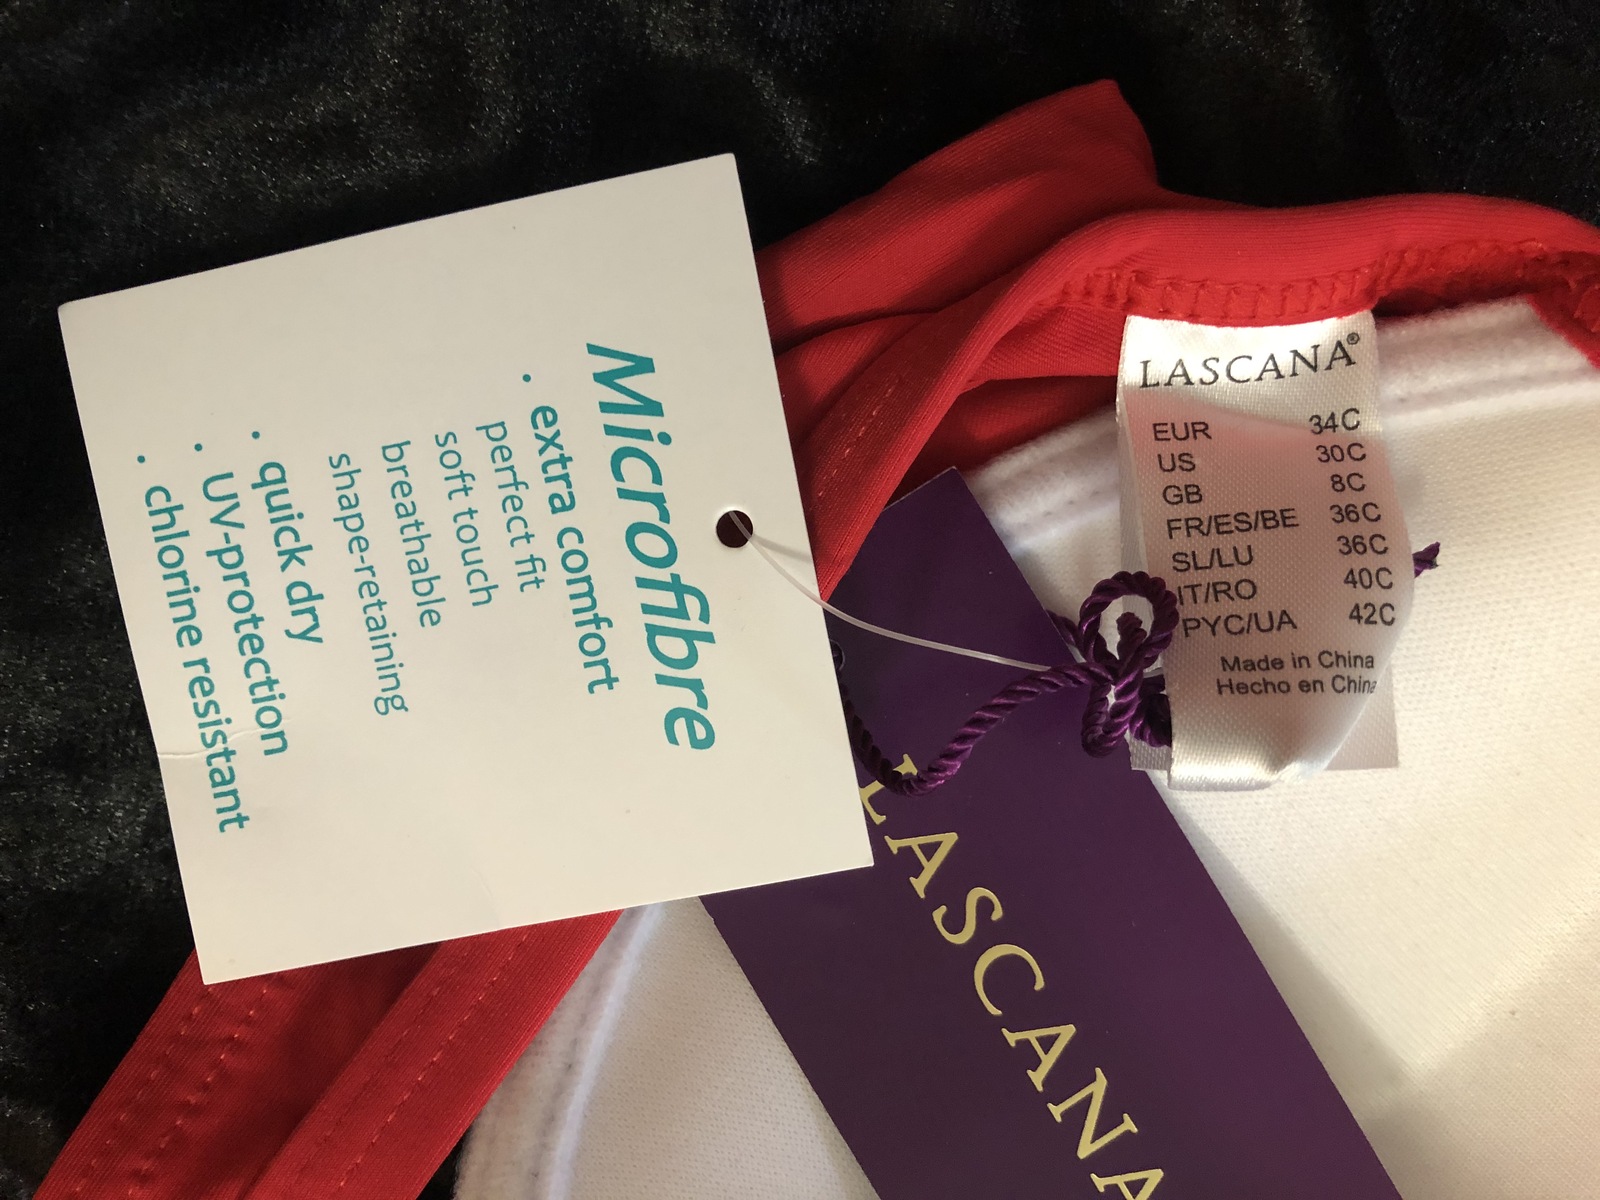 Microfibre
· extra comfort
perfect fit
soft touch
breathable
shape-retaining
· quick dry
· UV-protection
· chlorine resistant
LASCANA
LASCANA®
EUR 34C
US 30C
GB 8C
FR/ES/BE 36C
SL/LU 36C
IT/RO 40C
PYC/UA 42C
Made in China
Hecho en China